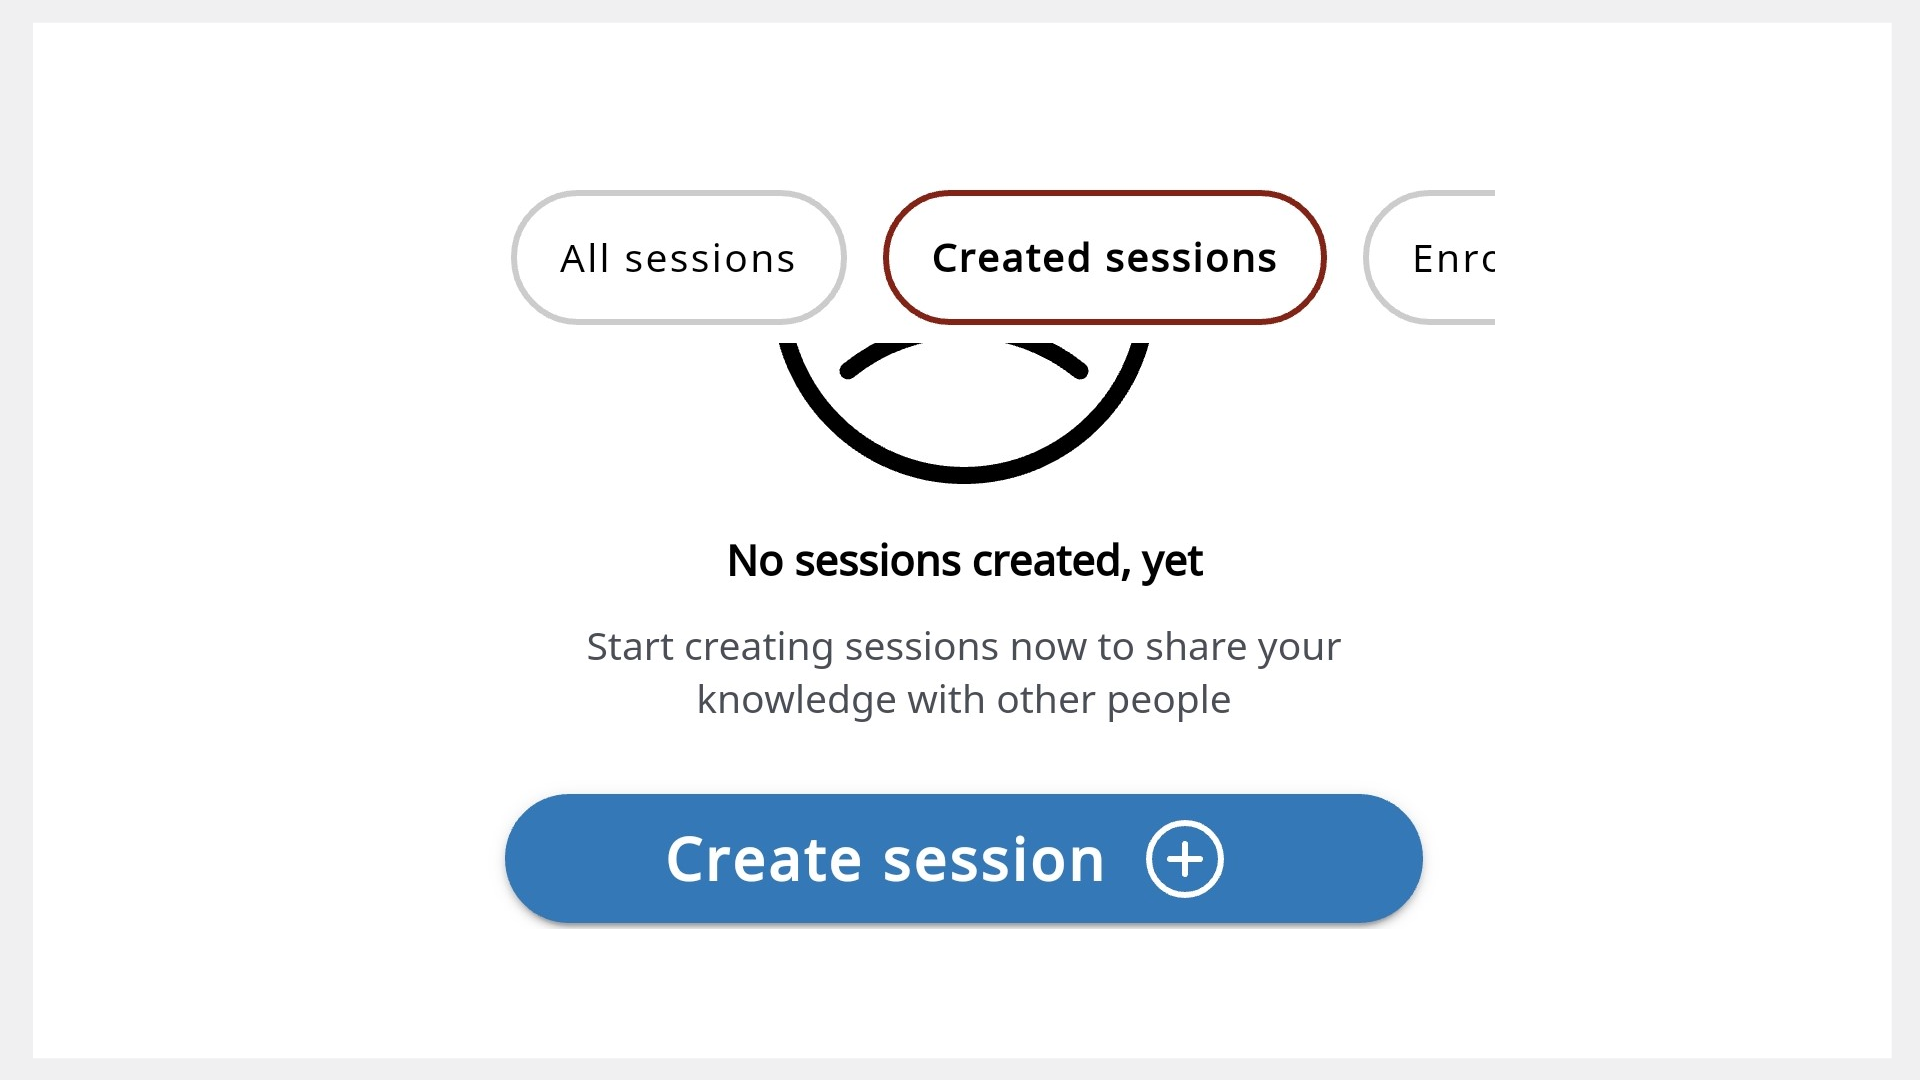 All sessions
Created sessions
Enro
No sessions created, yet
Start creating sessions now to share your
knowledge with other people
Create session